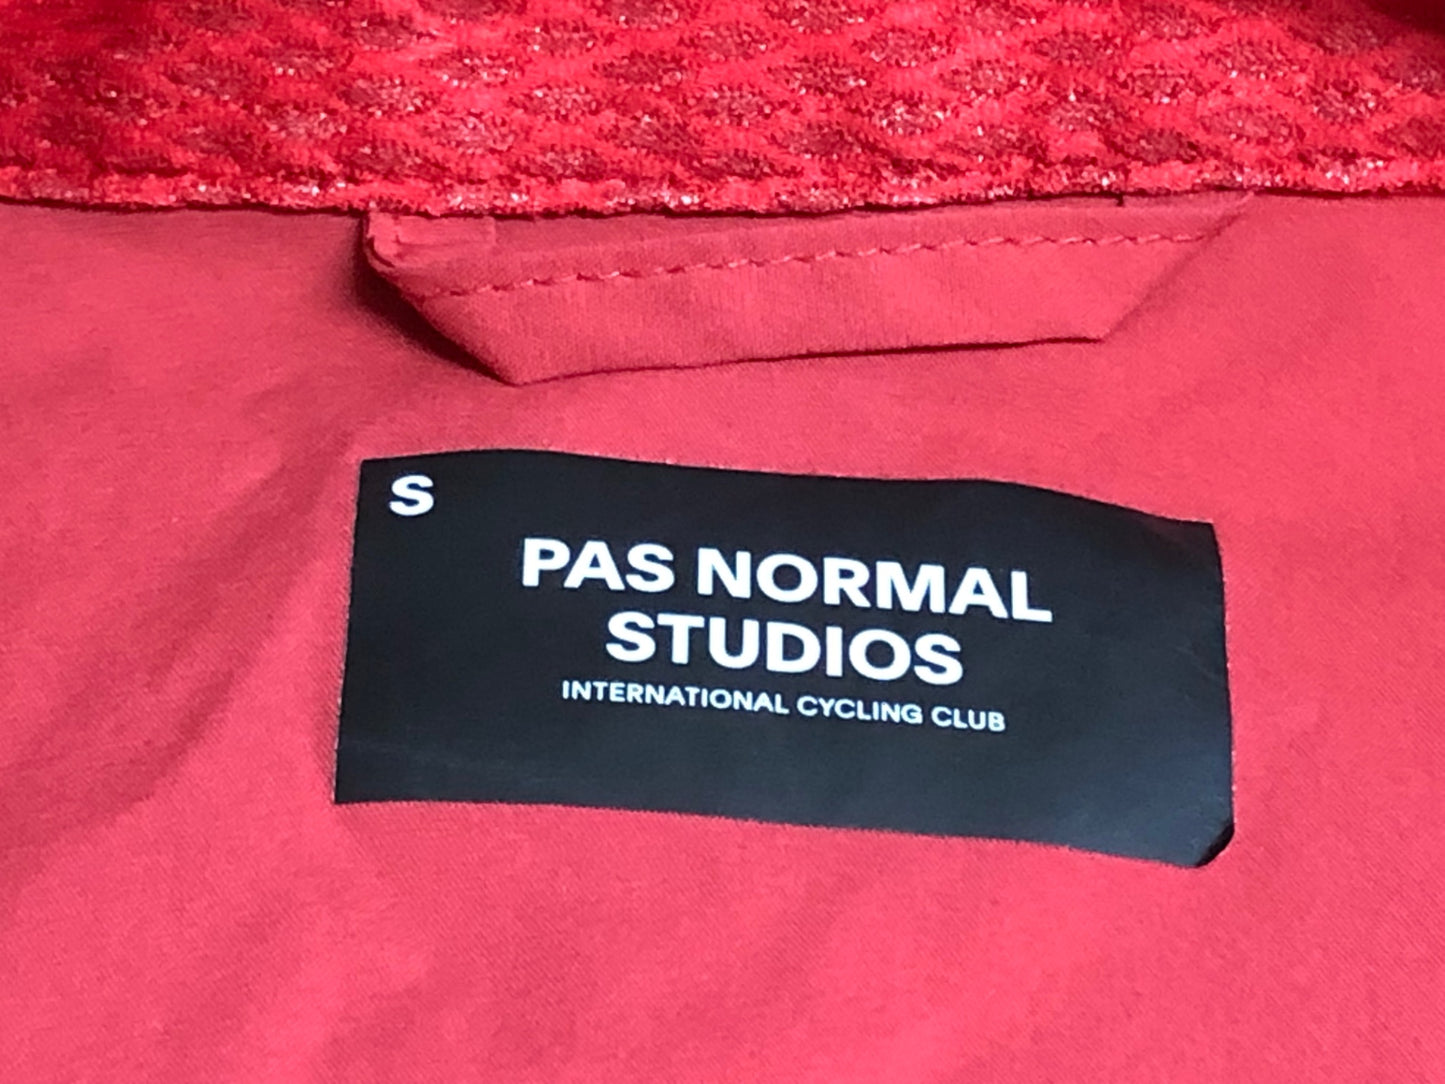 S
PAS NORMAL
STUDIOS
INTERNATIONAL CYCLING CLUB